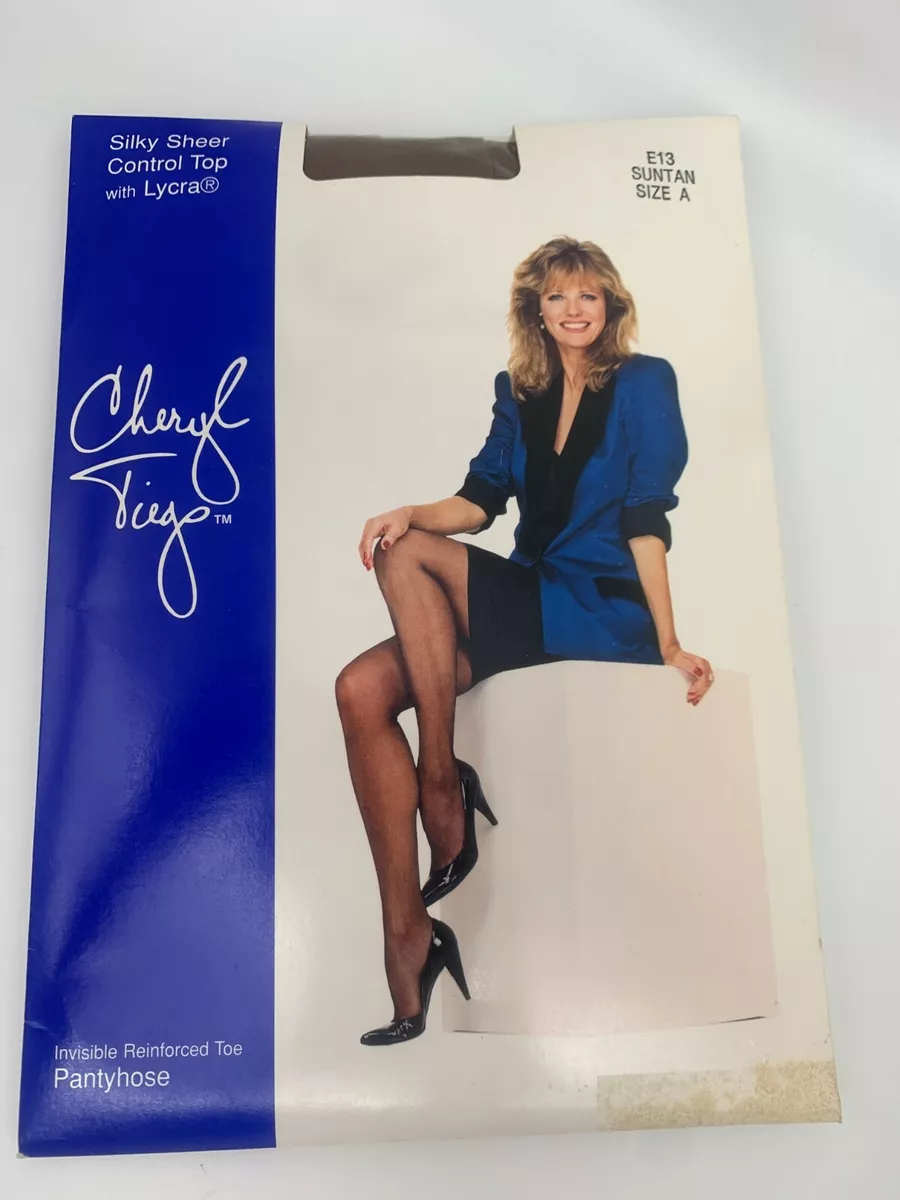 Silky Sheer
Control Top
with Lycra®
E13
SUNTAN
SIZE A
Cheryl
Tiegs™
Invisible Reinforced Toe
Pantyhose